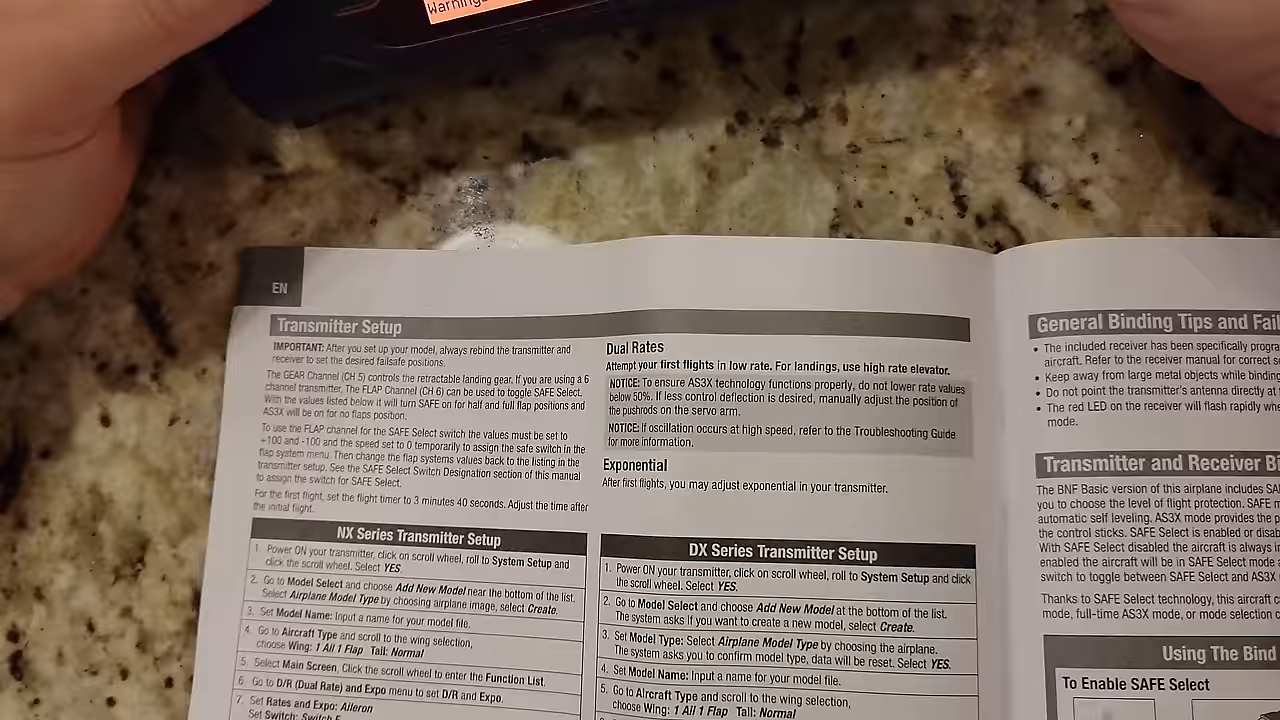 Warnings
EN
Transmitter Setup
IMPORTANT: After you set up your model, always rebind the transmitter and
receiver to set the desired failsafe positions.
The GEAR Channel (CH 5) controls the retractable landing gear. If you are using a 6
channel transmitter, The FLAP Channel (CH 6) can be used to toggle SAFE Select.
With the values listed below it will turn SAFE on for half and full flap positions and
AS3X will be on for no flaps position.
To use the FLAP channel for the SAFE Select switch the values must be set to
+100 and -100 and the speed set to 0 temporarily to assign the safe switch in the
flap system menu. Then change the flap systems values back to the listing in the
transmitter setup. See the SAFE Select Switch Designation section of this manual
to assign the switch for SAFE Select.
For the first flight, set the flight timer to 3 minutes 40 seconds. Adjust the time after
the initial flight.
NX Series Transmitter Setup
1. Power ON your transmitter, click on scroll wheel, roll to System Setup and
click the scroll wheel. Select YES.
2. Go to Model Select and choose Add New Model near the bottom of the list.
Select Airplane Model Type by choosing airplane image, select Create.
3. Set Model Name: Input a name for your model file.
4. Go to Aircraft Type and scroll to the wing selection,
choose Wing: 1 Ail 1 Flap Tail: Normal
5. Select Main Screen, Click the scroll wheel to enter the Function List.
6. Go to D/R (Dual Rate) and Expo menu to set D/R and Expo.
7. Set Rates and Expo: Aileron
Set Switch: Switch F
Dual Rates
Attempt your first flights in low rate. For landings, use high rate elevator.
NOTICE: To ensure AS3X technology functions properly, do not lower rate values
below 50%. If less control deflection is desired, manually adjust the position of
the pushrods on the servo arm.
NOTICE: If oscillation occurs at high speed, refer to the Troubleshooting Guide
for more information.
Exponential
After first flights, you may adjust exponential in your transmitter.
DX Series Transmitter Setup
1. Power ON your transmitter, click on scroll wheel, roll to System Setup and click
the scroll wheel. Select YES.
2. Go to Model Select and choose Add New Model at the bottom of the list.
The system asks If you want to create a new model, select Create.
3. Set Model Type: Select Airplane Model Type by choosing the airplane.
The system asks you to confirm model type, data will be reset. Select YES.
4. Set Model Name: Input a name for your model file.
5. Go to Aircraft Type and scroll to the wing selection,
choose Wing: 1 Ail 1 Flap Tail: Normal
General Binding Tips and Fail
• The included receiver has been specifically progra
aircraft. Refer to the receiver manual for correct s
• Keep away from large metal objects while binding
• Do not point the transmitter's antenna directly at
• The red LED on the receiver will flash rapidly whe
mode.
Transmitter and Receiver Bi
The BNF Basic version of this airplane includes SA
you to choose the level of flight protection. SAFE m
automatic self leveling. AS3X mode provides the p
the control sticks. SAFE Select is enabled or disab
With SAFE Select disabled the aircraft is always i
enabled the aircraft will be in SAFE Select mode
switch to toggle between SAFE Select and AS3X
Thanks to SAFE Select technology, this aircraft c
mode, full-time AS3X mode, or mode selection
Using The Bind
To Enable SAFE Select